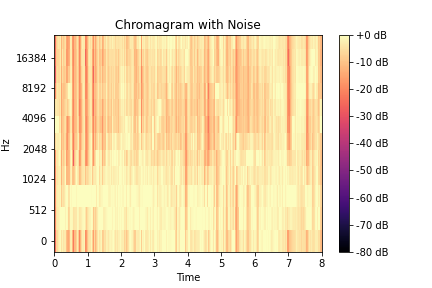 Chromagram with Noise
+0 dB
-10 dB
-20 dB
-30 dB
-40 dB
-50 dB
-60 dB
-70 dB
-80 dB
Hz
16384
8192
4096
2048
1024
512
0
0 1 2 3 4 5 6 7 8
Time